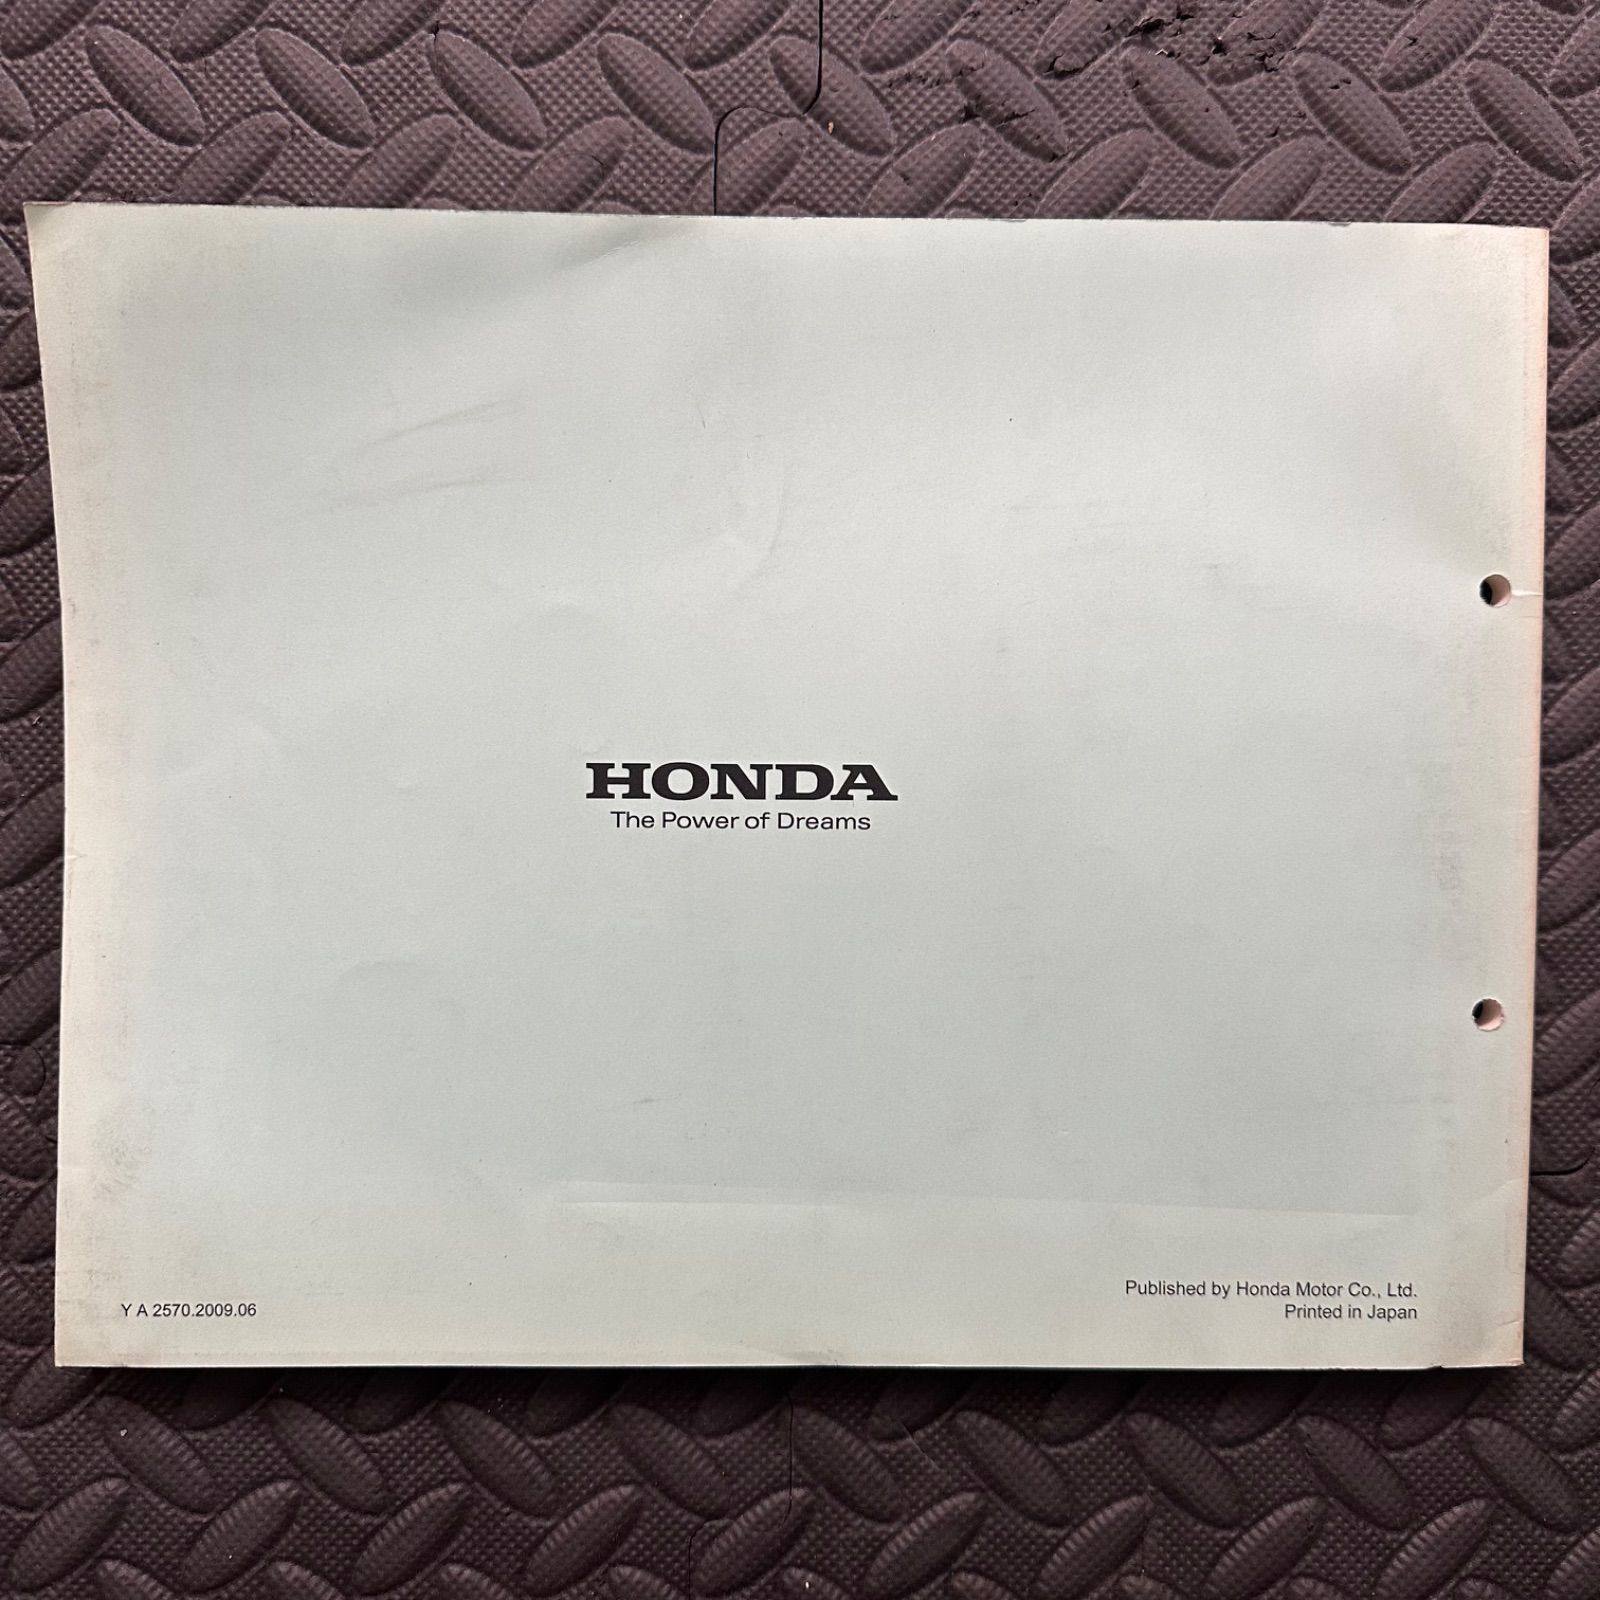 HONDA
The Power of Dreams
Published by Honda Motor Co., Ltd.
Y A 2570.2009.06
Printed in Japan